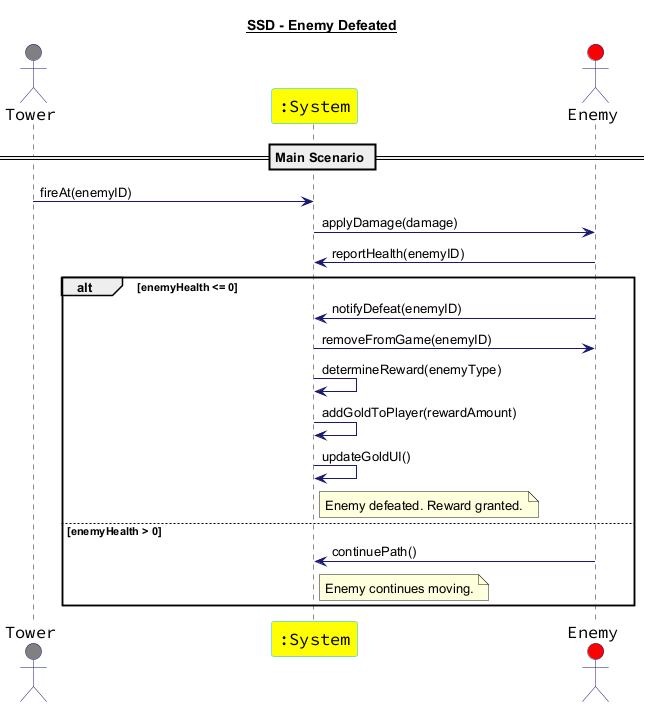 SSD - Enemy Defeated
Tower
:System
Enemy
Main Scenario
fireAt(enemyID)
applyDamage(damage)
reportHealth(enemyID)
alt
[enemyHealth <= 0]
notifyDefeat(enemyID)
removeFromGame(enemyID)
determineReward(enemyType)
addGoldToPlayer(rewardAmount)
updateGoldUI()
Enemy defeated. Reward granted.
[enemyHealth > 0]
continuePath()
Enemy continues moving.
Tower
:System
Enemy